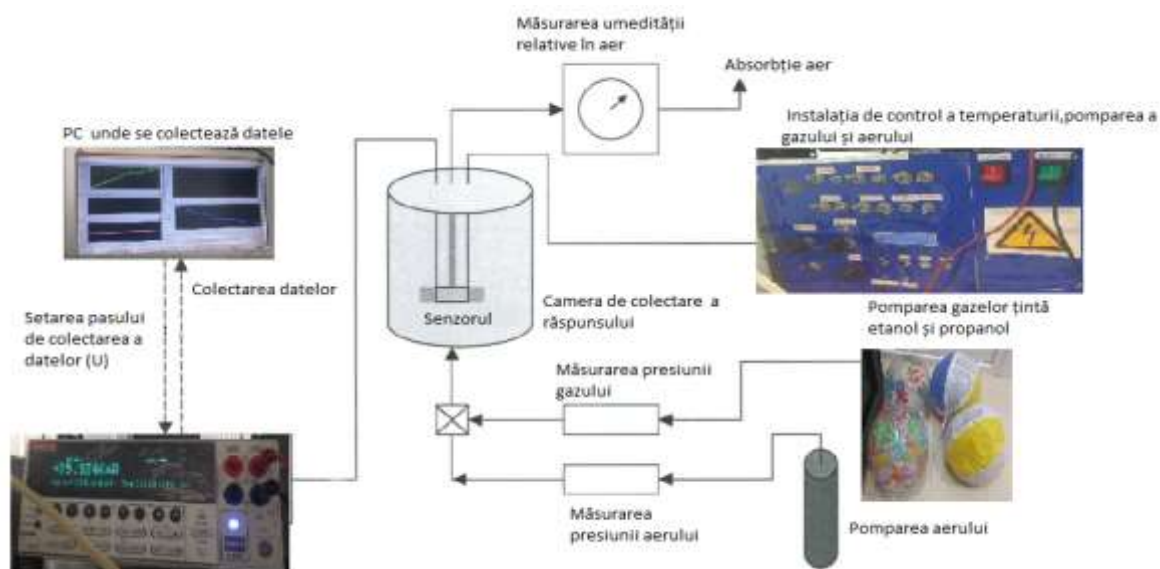 Măsurarea umedității
relative în aer
Absorbție aer
PC unde se colectează datele
Instalația de control a temperaturii,pomparea a
gazului și aerului
Colectarea datelor
Setarea pasului
de colectarea a
datelor (U)
Senzorul
Camera de colectare a
răspunsului
Pomparea gazelor țintă
etanol și propanol
Măsurarea presiunii
gazului
Măsurarea
presiunii aerului
Pomparea aerului